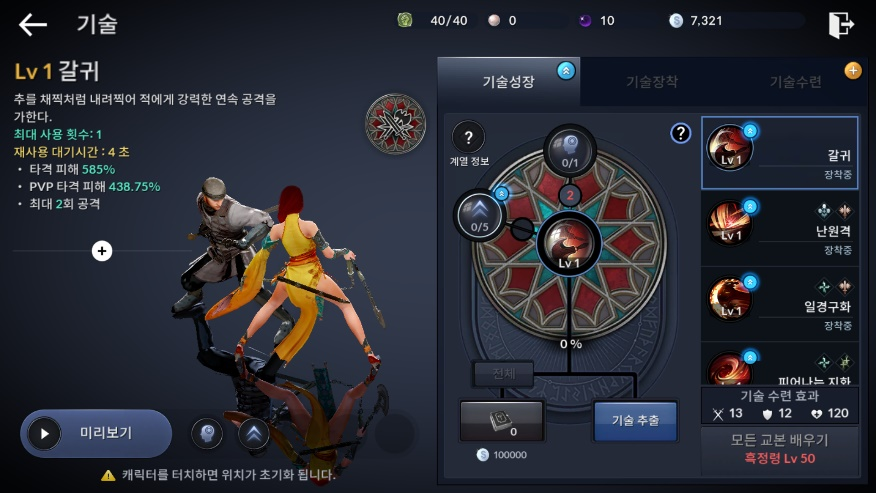 기술
40/40
0
10
7,321
Lv 1 갈귀
추를 채찍처럼 내려찍어 적에게 강력한 연속 공격을
가한다.
최대 사용 횟수: 1
재사용 대기시간 : 4 초
• 타격 피해 585%
• PVP 타격 피해 438.75%
• 최대 2회 공격
미리보기
캐릭터를 터치하면 위치가 초기화 됩니다.
기술성장
기술장착
기술수련
?
계열 정보
?
0/1
2
0/5
Lv 1
0 %
전체
0
기술 추출
100000
Lv 1
갈귀
장착중
Lv 1
난원격
장착중
Lv 1
일경구화
장착중
피어나는 지화
기술 수련 효과
13
12
120
모든 교본 배우기
흑정령 Lv 50